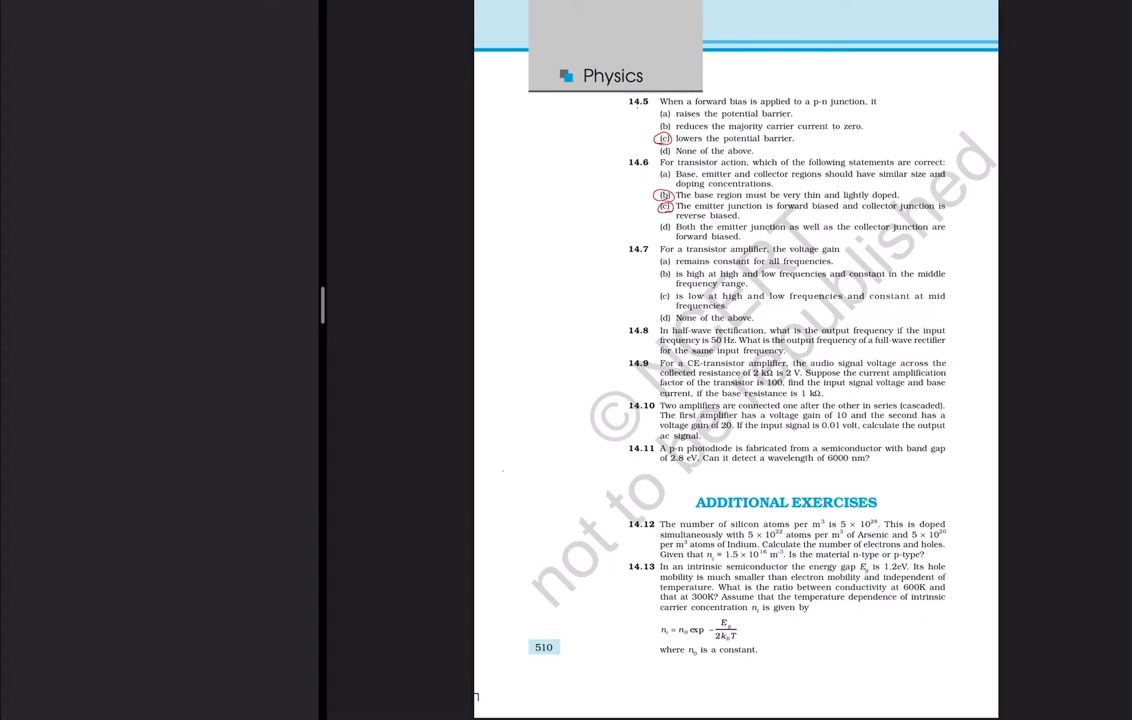 Physics
14.5 When a forward bias is applied to a p-n junction, it
(a) raises the potential barrier.
(b) reduces the majority carrier current to zero.
(c) lowers the potential barrier.
(d) None of the above.
14.6 For transistor action, which of the following statements are correct:
(a) Base, emitter and collector regions should have similar size and
doping concentrations.
(b) The base region must be very thin and lightly doped.
(c) The emitter junction is forward biased and collector junction is
reverse biased.
(d) Both the emitter junction as well as the collector junction are
forward biased.
14.7 For a transistor amplifier, the voltage gain
(a) remains constant for all frequencies.
(b) is high at high and low frequencies and constant in the middle
frequency range.
(c) is low at high and low frequencies and constant at mid
frequencies.
(d) None of the above.
14.8 In half-wave rectification, what is the output frequency if the input
frequency is 50 Hz. What is the output frequency of a full-wave rectifier
for the same input frequency.
14.9 For a CE-transistor amplifier, the audio signal voltage across the
collected resistance of 2 kΩ is 2 V. Suppose the current amplification
factor of the transistor is 100, find the input signal voltage and base
current, if the base resistance is 1 kΩ.
14.10 Two amplifiers are connected one after the other in series (cascaded).
The first amplifier has a voltage gain of 10 and the second has a
voltage gain of 20. If the input signal is 0.01 volt, calculate the output
ac signal.
14.11 A p-n photodiode is fabricated from a semiconductor with band gap
of 2.8 eV. Can it detect a wavelength of 6000 nm?
ADDITIONAL EXERCISES
14.12 The number of silicon atoms per m³ is 5 × 10²⁸. This is doped
simultaneously with 5 × 10²² atoms per m³ of Arsenic and 5 × 10²⁰
per m³ atoms of Indium. Calculate the number of electrons and holes.
Given that nᵢ = 1.5 × 10¹⁶ m⁻³. Is the material n-type or p-type?
14.13 In an intrinsic semiconductor the energy gap E_g is 1.2eV. Its hole
mobility is much smaller than electron mobility and independent of
temperature. What is the ratio between conductivity at 600K and
that at 300K? Assume that the temperature dependence of intrinsic
carrier concentration nᵢ is given by
nᵢ = n₀ exp − E_g / 2k_BT
where n₀ is a constant.
510
© NCERT
not to be republished